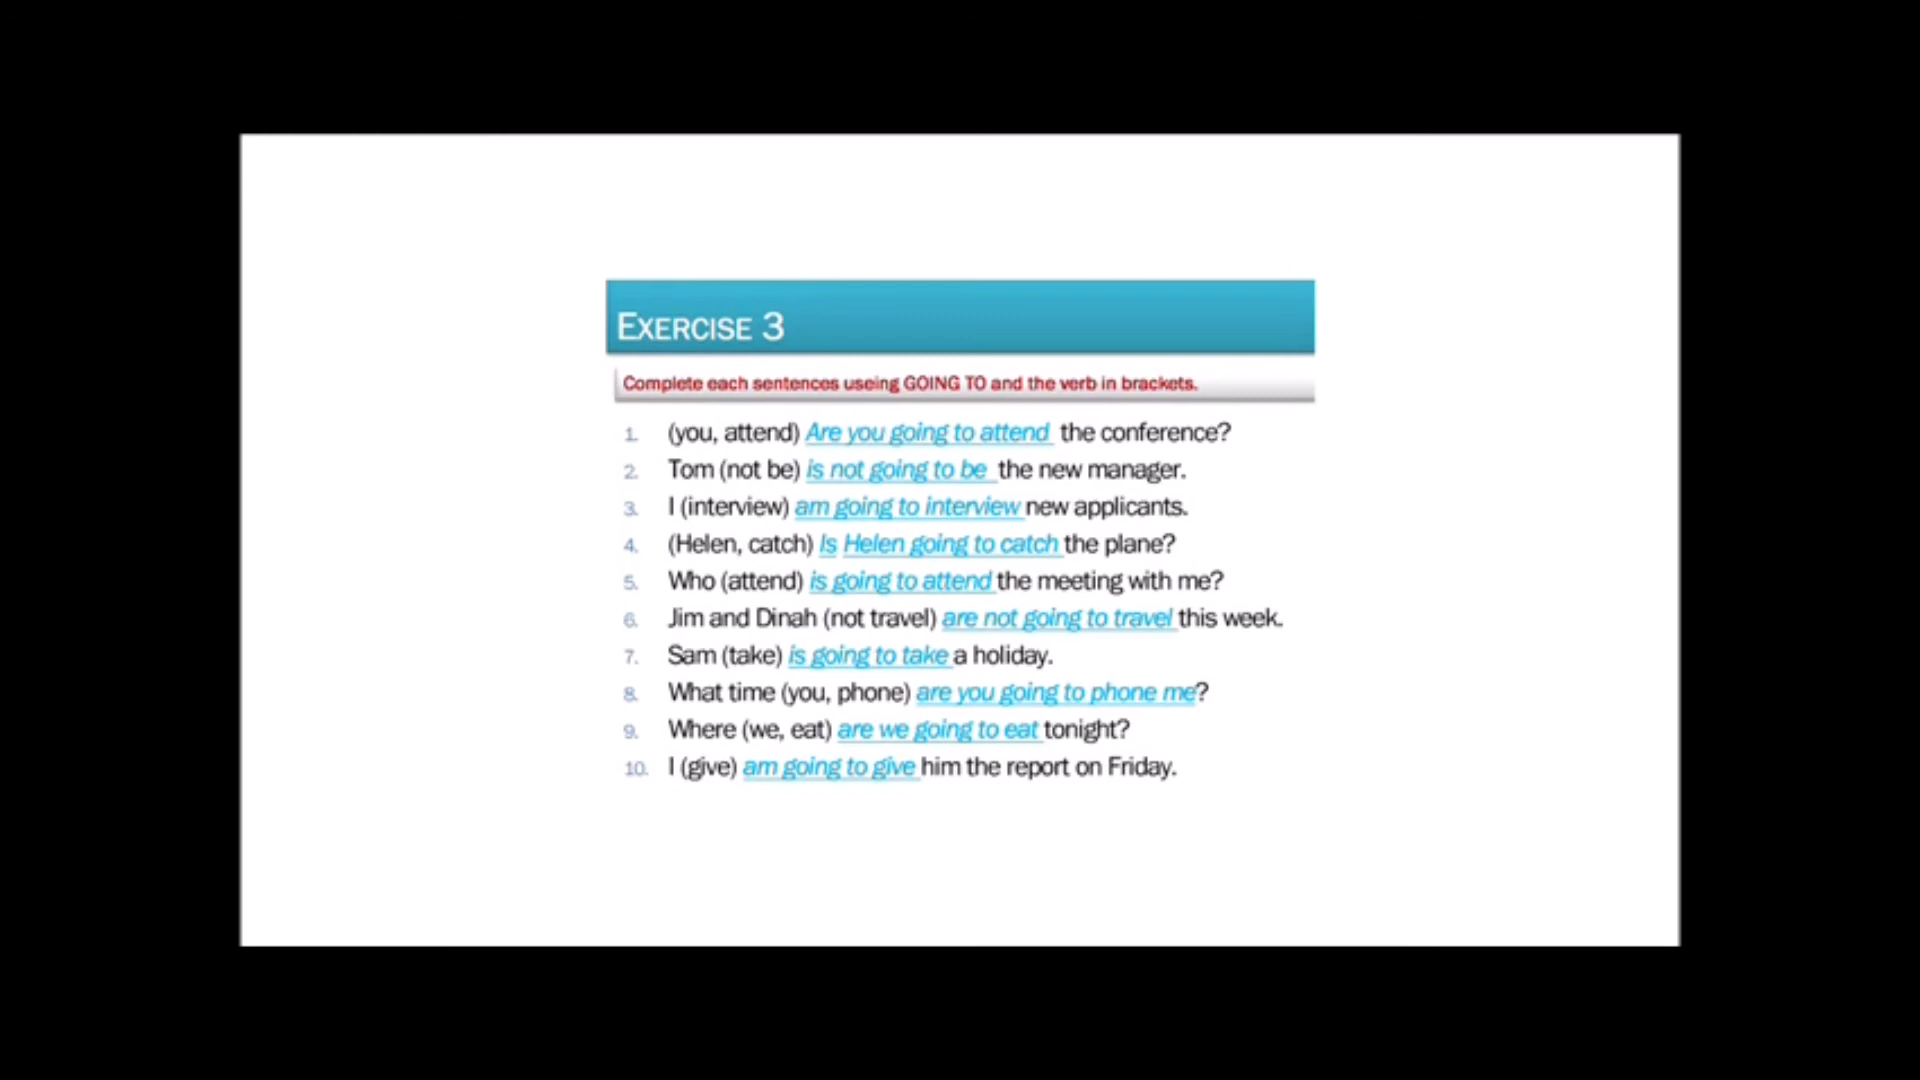 EXERCISE 3
Complete each sentences useing GOING TO and the verb in brackets.
1. (you, attend) Are you going to attend the conference?
2. Tom (not be) is not going to be the new manager.
3. I (interview) am going to interview new applicants.
4. (Helen, catch) Is Helen going to catch the plane?
5. Who (attend) is going to attend the meeting with me?
6. Jim and Dinah (not travel) are not going to travel this week.
7. Sam (take) is going to take a holiday.
8. What time (you, phone) are you going to phone me?
9. Where (we, eat) are we going to eat tonight?
10. I (give) am going to give him the report on Friday.